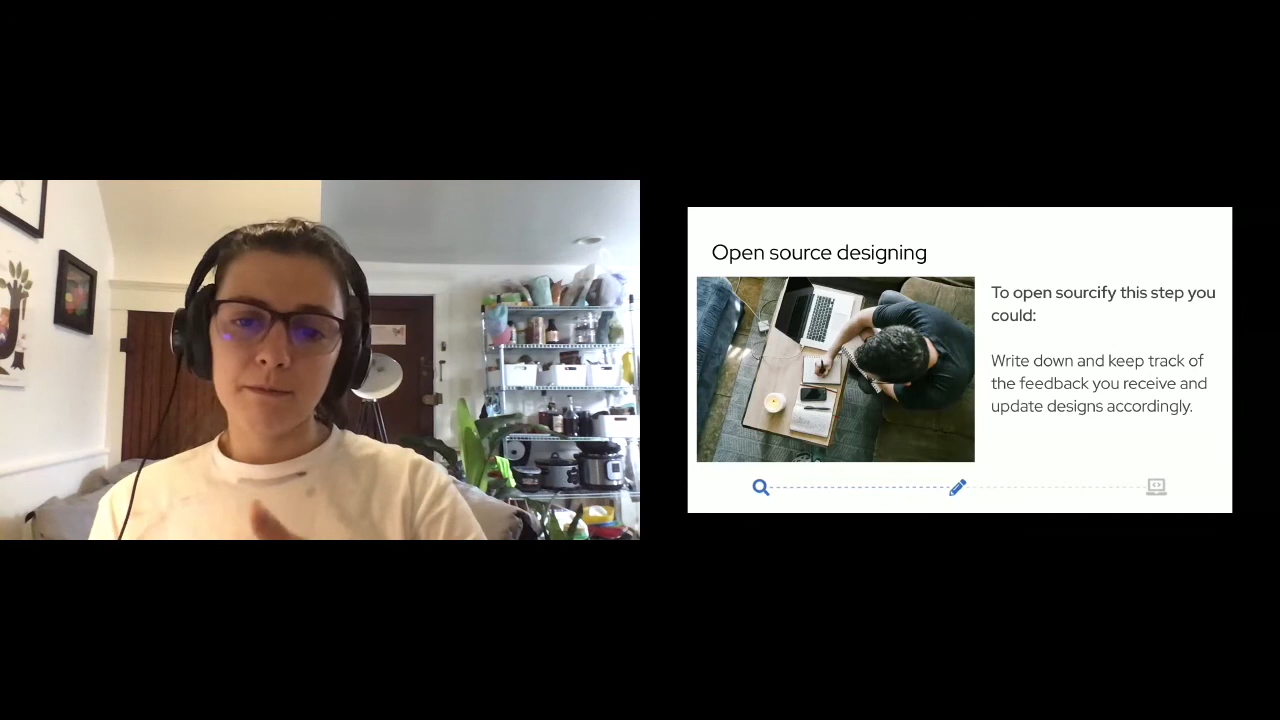 Open source designing
To open sourcify this step you
could:
Write down and keep track of
the feedback you receive and
update designs accordingly.